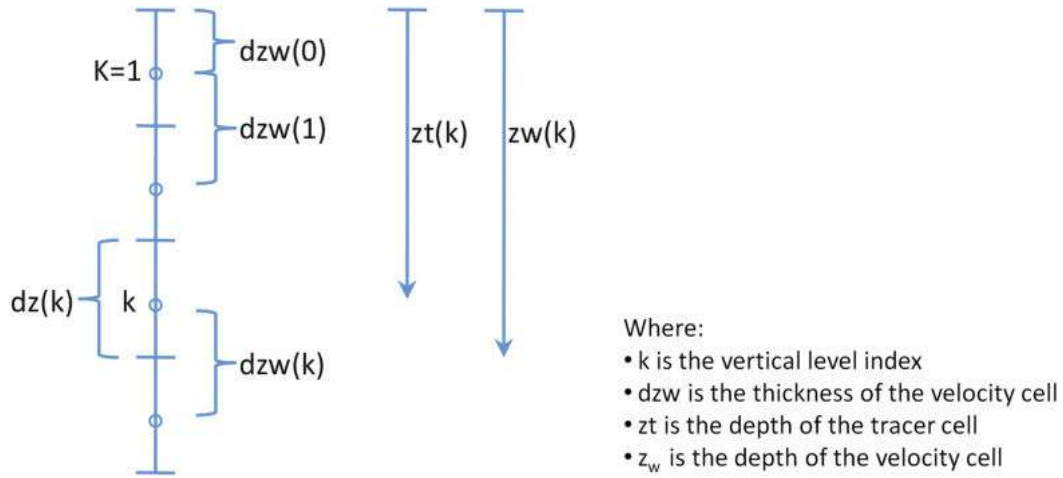 dzw(0)
K=1
dzw(1)
zt(k)
zw(k)
dz(k)
k
dzw(k)
Where:
• k is the vertical level index
• dzw is the thickness of the velocity cell
• zt is the depth of the tracer cell
• z_w is the depth of the velocity cell